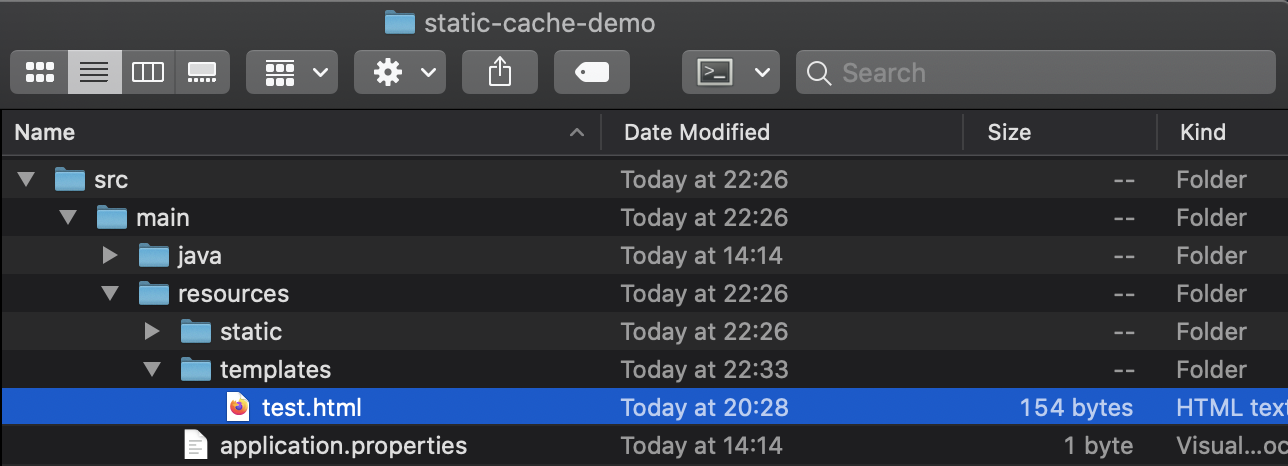 static-cache-demo
>_ Search
Name Date Modified Size Kind
src Today at 22:26 -- Folder
main Today at 22:26 -- Folder
java Today at 14:14 -- Folder
resources Today at 22:26 -- Folder
static Today at 22:26 -- Folder
templates Today at 22:33 -- Folder
test.html Today at 20:28 154 bytes HTML text
application.properties Today at 14:14 1 byte Visual...oc